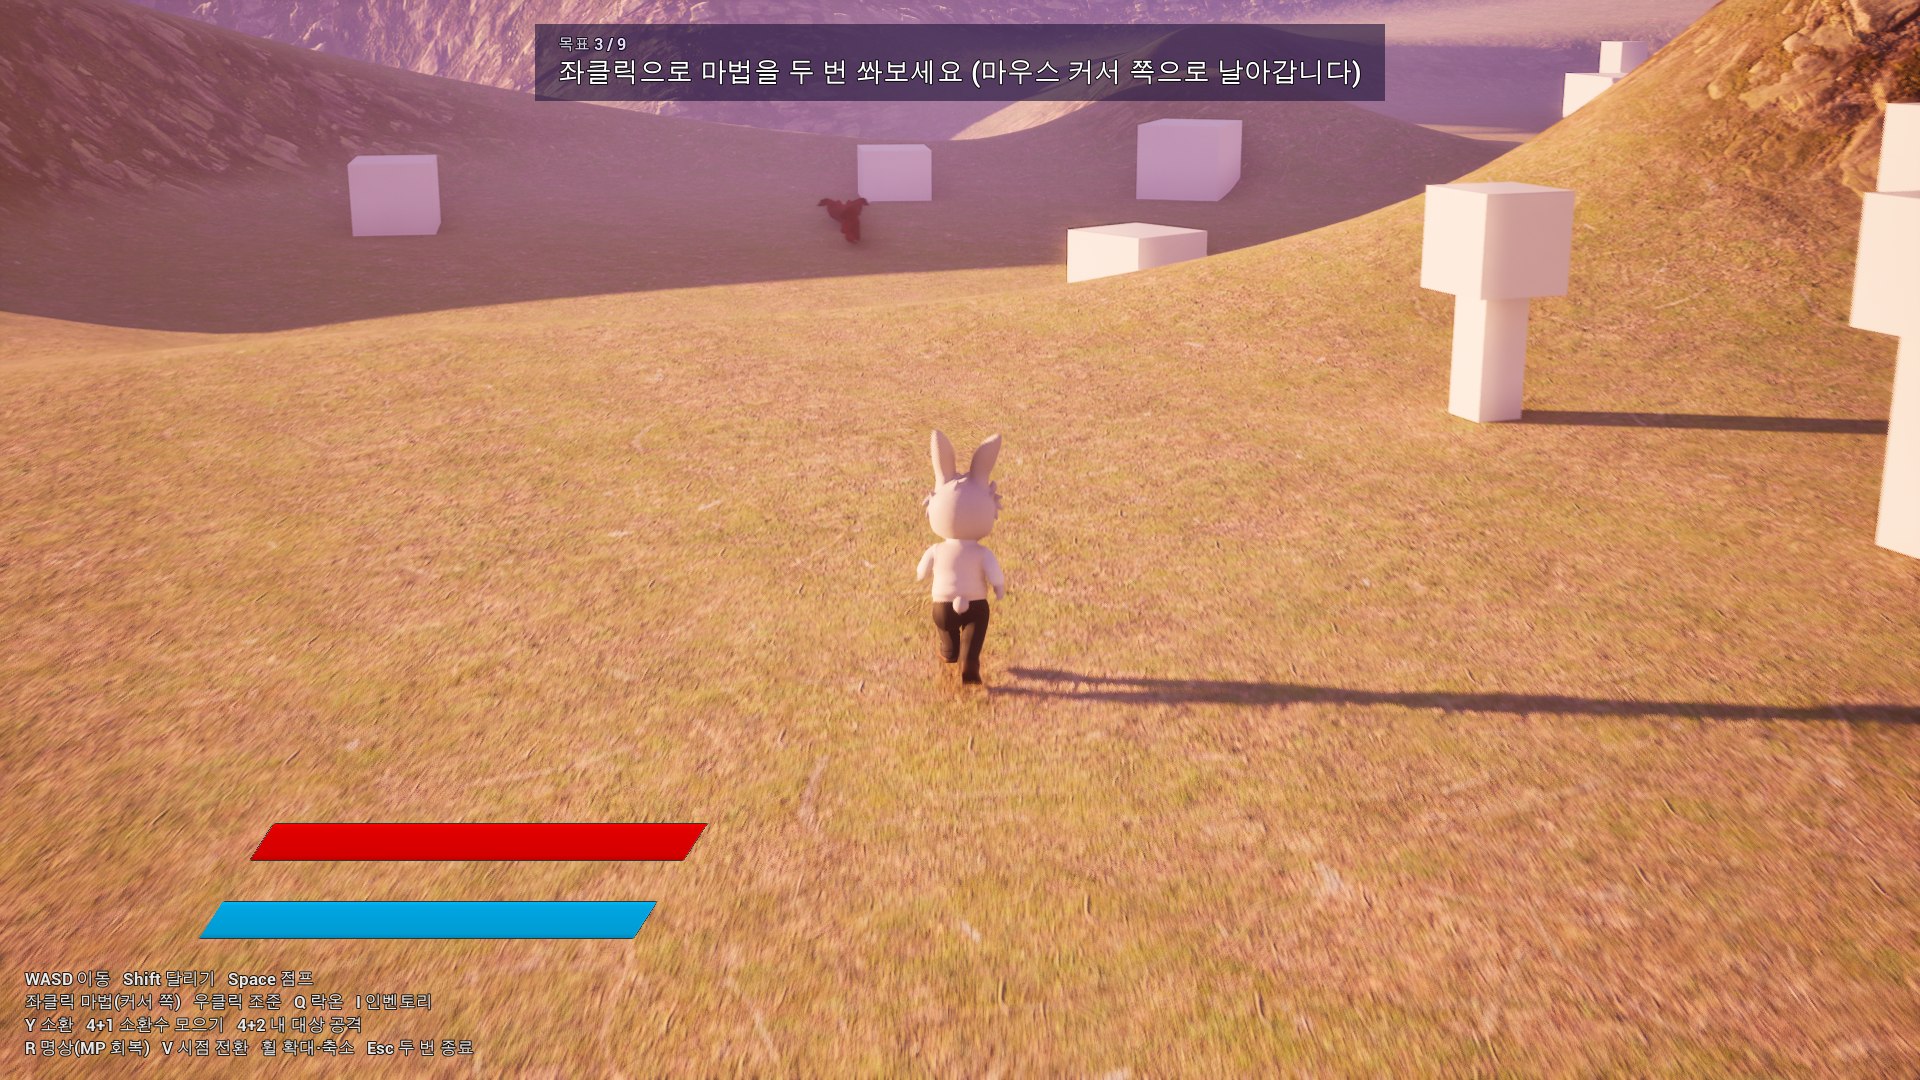 목표 3 / 9
좌클릭으로 마법을 두 번 쏴보세요 (마우스 커서 쪽으로 날아갑니다)
WASD 이동 Shift 달리기 Space 점프
좌클릭 마법(커서 쪽) 우클릭 조준 Q 락온 I 인벤토리
Y 소환 4+1 소환수 모으기 4+2 내 대상 공격
R 명상(MP 회복) V 시점 전환 휠 확대·축소 Esc 두 번 종료